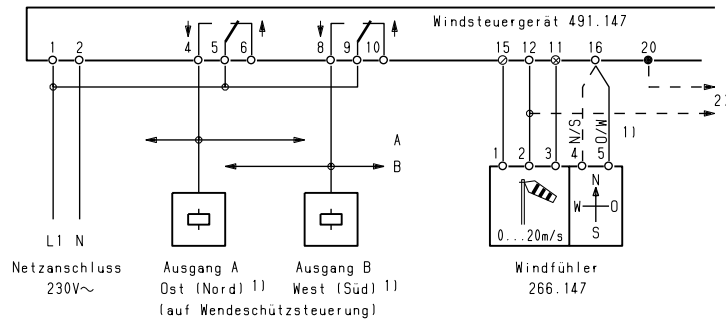 Windsteuergerät 491.147
1 2 4 5 6 8 9 10 15 12 11 16 20
2)
S/N W/O 1)
A
B
1 2 3 4 5
N
W O
S
0...20m/s
L1 N
Netzanschluss
230V~
Ausgang A
Ost (Nord) 1)
(auf Wendeschützsteuerung)
Ausgang B
West (Süd) 1)
Windfühler
266.147